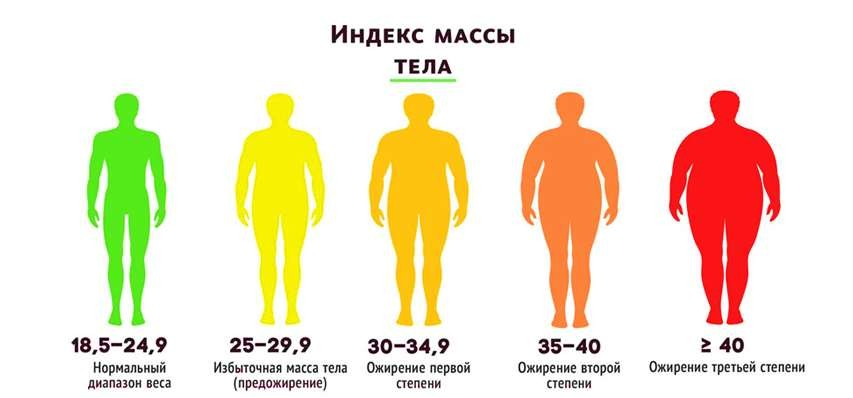 Индекс массы
тела
18,5–24,9
Нормальный
диапазон веса
25–29,9
Избыточная масса тела
(предожирение)
30–34,9
Ожирение первой
степени
35–40
Ожирение второй
степени
≥ 40
Ожирение третьей степени